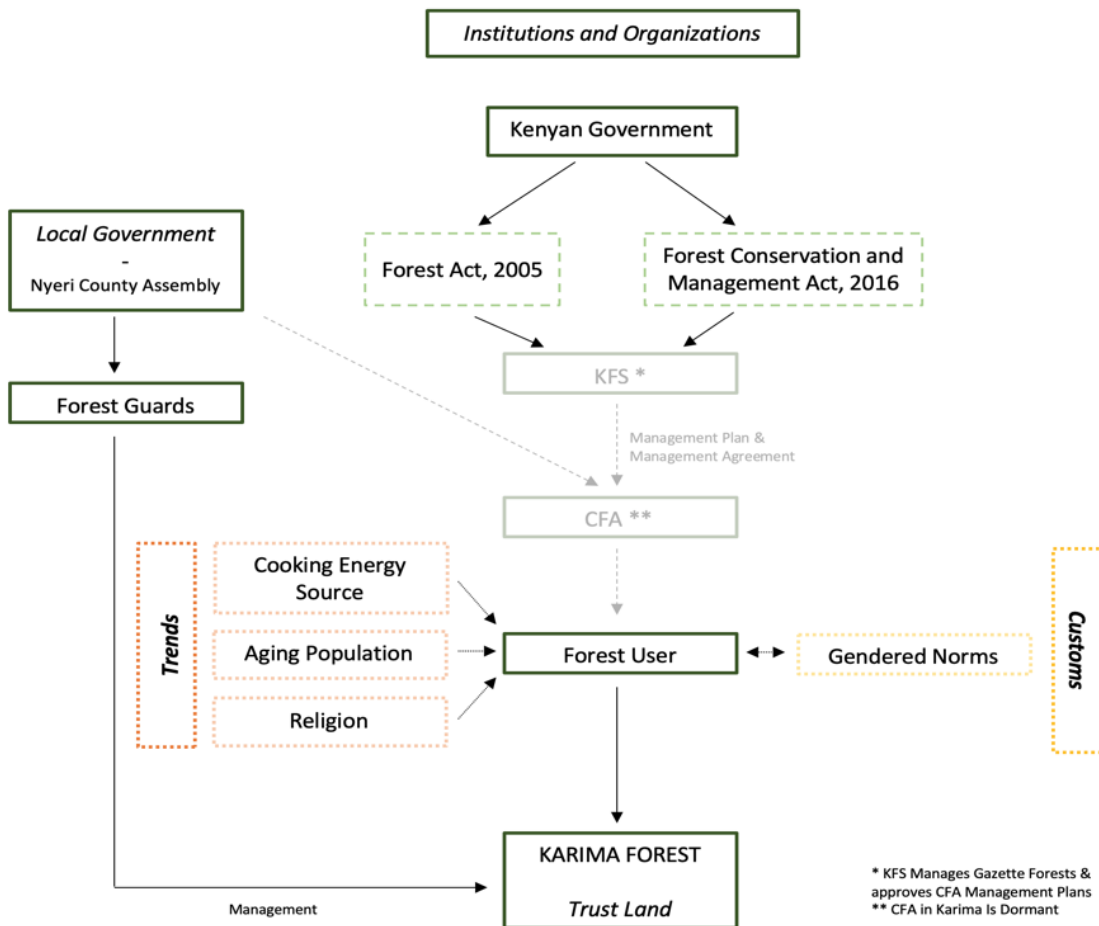 Institutions and Organizations
Kenyan Government
Local Government
-
Nyeri County Assembly
Forest Act, 2005
Forest Conservation and
Management Act, 2016
KFS *
Forest Guards
Management Plan &
Management Agreement
CFA **
Trends
Cooking Energy
Source
Aging Population
Religion
Forest User
Gendered Norms
Customs
KARIMA FOREST
Trust Land
Management
* KFS Manages Gazette Forests &
approves CFA Management Plans
** CFA in Karima Is Dormant